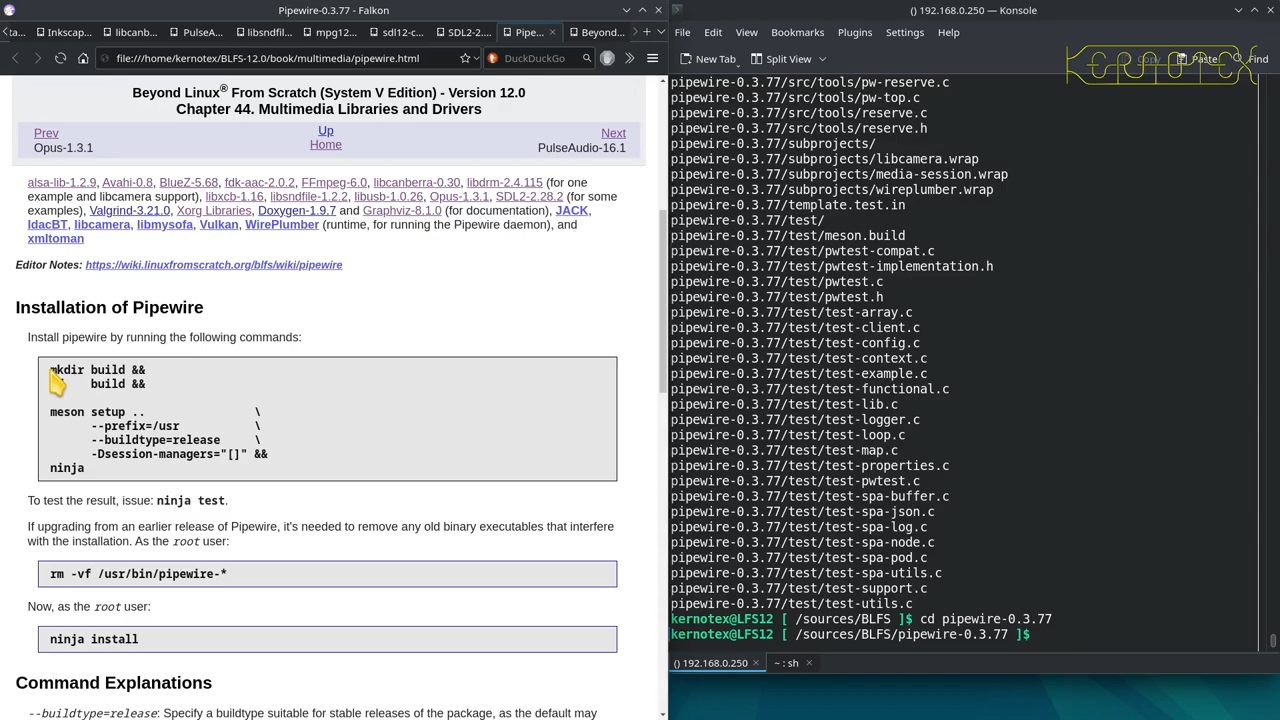 Pipewire-0.3.77 - Falkon
Inkscap...
libcanb...
PulseA...
libsndfil...
mpg12...
sdl12-c...
SDL2-2....
Pipe...
Beyond...
file:///home/kernotex/BLFS-12.0/book/multimedia/pipewire.html
DuckDuckGo
Beyond Linux® From Scratch (System V Edition) - Version 12.0
Chapter 44. Multimedia Libraries and Drivers
Prev Up Next
Opus-1.3.1 Home PulseAudio-16.1
alsa-lib-1.2.9, Avahi-0.8, BlueZ-5.68, fdk-aac-2.0.2, FFmpeg-6.0, libcanberra-0.30, libdrm-2.4.115 (for one
example and libcamera support), libxcb-1.16, libsndfile-1.2.2, libusb-1.0.26, Opus-1.3.1, SDL2-2.28.2 (for some
examples), Valgrind-3.21.0, Xorg Libraries, Doxygen-1.9.7 and Graphviz-8.1.0 (for documentation), JACK,
ldacBT, libcamera, libmysofa, Vulkan, WirePlumber (runtime, for running the Pipewire daemon), and
xmltoman
Editor Notes: https://wiki.linuxfromscratch.org/blfs/wiki/pipewire
Installation of Pipewire
Install pipewire by running the following commands:
mkdir build &&
build &&
meson setup .. \
--prefix=/usr \
--buildtype=release \
-Dsession-managers="[]" &&
ninja
To test the result, issue: ninja test.
If upgrading from an earlier release of Pipewire, it's needed to remove any old binary executables that interfere
with the installation. As the root user:
rm -vf /usr/bin/pipewire-*
Now, as the root user:
ninja install
Command Explanations
--buildtype=release: Specify a buildtype suitable for stable releases of the package, as the default may
() 192.168.0.250 — Konsole
File Edit View Bookmarks Plugins Settings Help
New Tab Split View Copy Paste Find
KERNOTEX
pipewire-0.3.77/src/tools/pw-reserve.c
pipewire-0.3.77/src/tools/pw-top.c
pipewire-0.3.77/src/tools/reserve.c
pipewire-0.3.77/src/tools/reserve.h
pipewire-0.3.77/subprojects/
pipewire-0.3.77/subprojects/libcamera.wrap
pipewire-0.3.77/subprojects/media-session.wrap
pipewire-0.3.77/subprojects/wireplumber.wrap
pipewire-0.3.77/template.test.in
pipewire-0.3.77/test/
pipewire-0.3.77/test/meson.build
pipewire-0.3.77/test/pwtest-compat.c
pipewire-0.3.77/test/pwtest-implementation.h
pipewire-0.3.77/test/pwtest.c
pipewire-0.3.77/test/pwtest.h
pipewire-0.3.77/test/test-array.c
pipewire-0.3.77/test/test-client.c
pipewire-0.3.77/test/test-config.c
pipewire-0.3.77/test/test-context.c
pipewire-0.3.77/test/test-example.c
pipewire-0.3.77/test/test-functional.c
pipewire-0.3.77/test/test-lib.c
pipewire-0.3.77/test/test-logger.c
pipewire-0.3.77/test/test-loop.c
pipewire-0.3.77/test/test-map.c
pipewire-0.3.77/test/test-properties.c
pipewire-0.3.77/test/test-pwtest.c
pipewire-0.3.77/test/test-spa-buffer.c
pipewire-0.3.77/test/test-spa-json.c
pipewire-0.3.77/test/test-spa-log.c
pipewire-0.3.77/test/test-spa-node.c
pipewire-0.3.77/test/test-spa-pod.c
pipewire-0.3.77/test/test-spa-utils.c
pipewire-0.3.77/test/test-support.c
pipewire-0.3.77/test/test-utils.c
kernotex@LFS12 [ /sources/BLFS ]$ cd pipewire-0.3.77
kernotex@LFS12 [ /sources/BLFS/pipewire-0.3.77 ]$
() 192.168.0.250
~ : sh